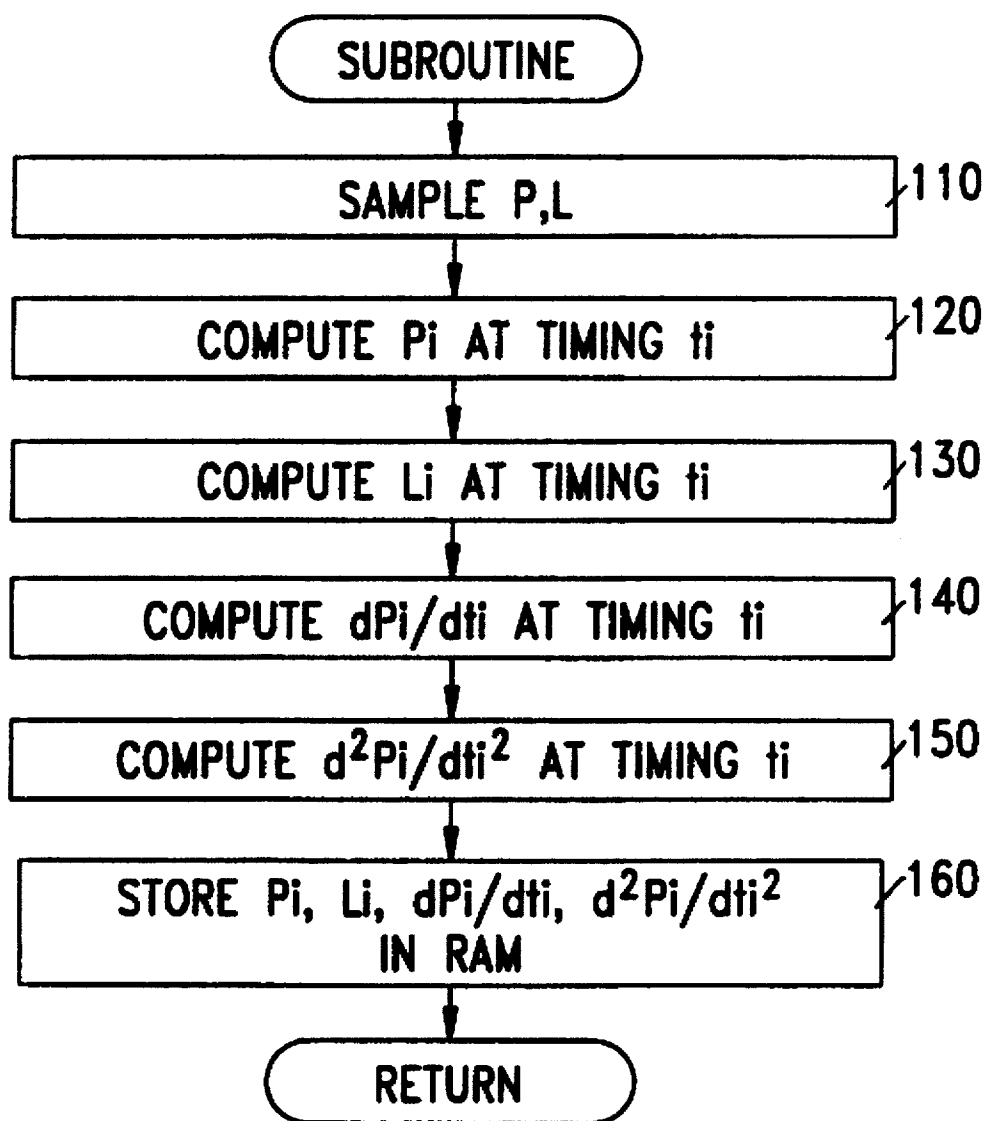 SUBROUTINE
SAMPLE P,L
110
COMPUTE Pi AT TIMING ti
120
COMPUTE Li AT TIMING ti
130
COMPUTE dPi/dti AT TIMING ti
140
COMPUTE d²Pi/dti² AT TIMING ti
150
STORE Pi, Li, dPi/dti, d²Pi/dti²
IN RAM
160
RETURN